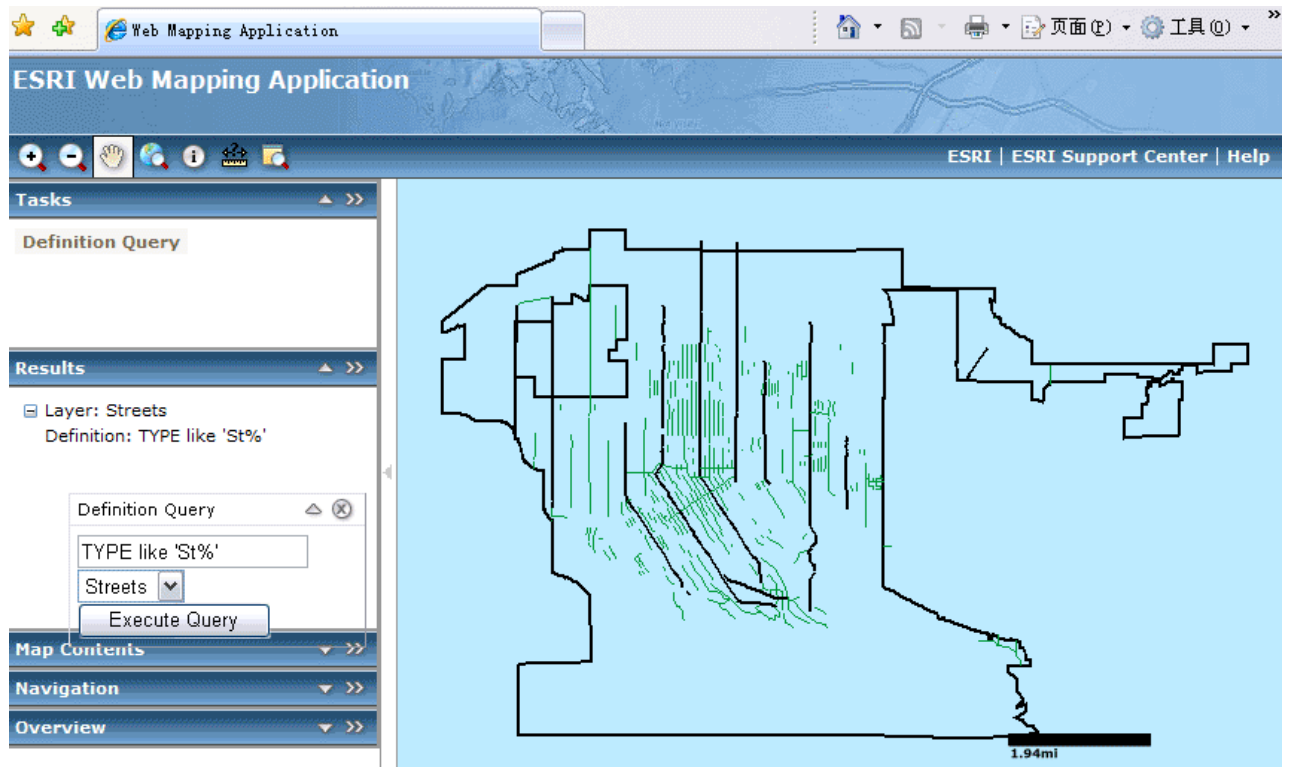 Web Mapping Application
页面(P)
工具(O)
»
ESRI Web Mapping Application
ESRI | ESRI Support Center | Help
Tasks
Definition Query
Results
Layer: Streets
Definition: TYPE like 'St%'
Definition Query
TYPE like 'St%'
Streets
Execute Query
Map Contents
Navigation
Overview
1.94mi